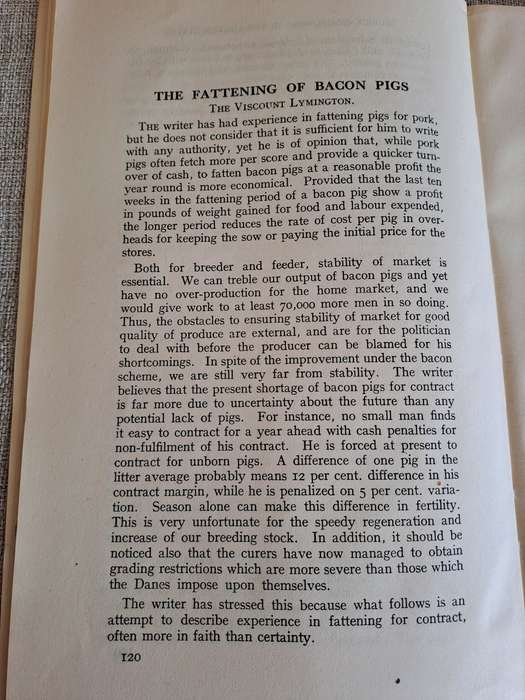 THE FATTENING OF BACON PIGS
THE VISCOUNT LYMINGTON.
THE writer has had experience in fattening pigs for pork,
but he does not consider that it is sufficient for him to write
with any authority, yet he is of opinion that, while pork
pigs often fetch more per score and provide a quicker turn-
over of cash, to fatten bacon pigs at a reasonable profit the
year round is more economical. Provided that the last ten
weeks in the fattening period of a bacon pig show a profit
in pounds of weight gained for food and labour expended,
the longer period reduces the rate of cost per pig in over-
heads for keeping the sow or paying the initial price for the
stores.
Both for breeder and feeder, stability of market is
essential. We can treble our output of bacon pigs and yet
have no over-production for the home market, and we
would give work to at least 70,000 more men in so doing.
Thus, the obstacles to ensuring stability of market for good
quality of produce are external, and are for the politician
to deal with before the producer can be blamed for his
shortcomings. In spite of the improvement under the bacon
scheme, we are still very far from stability. The writer
believes that the present shortage of bacon pigs for contract
is far more due to uncertainty about the future than any
potential lack of pigs. For instance, no small man finds
it easy to contract for a year ahead with cash penalties for
non-fulfilment of his contract. He is forced at present to
contract for unborn pigs. A difference of one pig in the
litter average probably means 12 per cent. difference in his
contract margin, while he is penalized on 5 per cent. varia-
tion. Season alone can make this difference in fertility.
This is very unfortunate for the speedy regeneration and
increase of our breeding stock. In addition, it should be
noticed also that the curers have now managed to obtain
grading restrictions which are more severe than those which
the Danes impose upon themselves.
The writer has stressed this because what follows is an
attempt to describe experience in fattening for contract,
often more in faith than certainty.
120